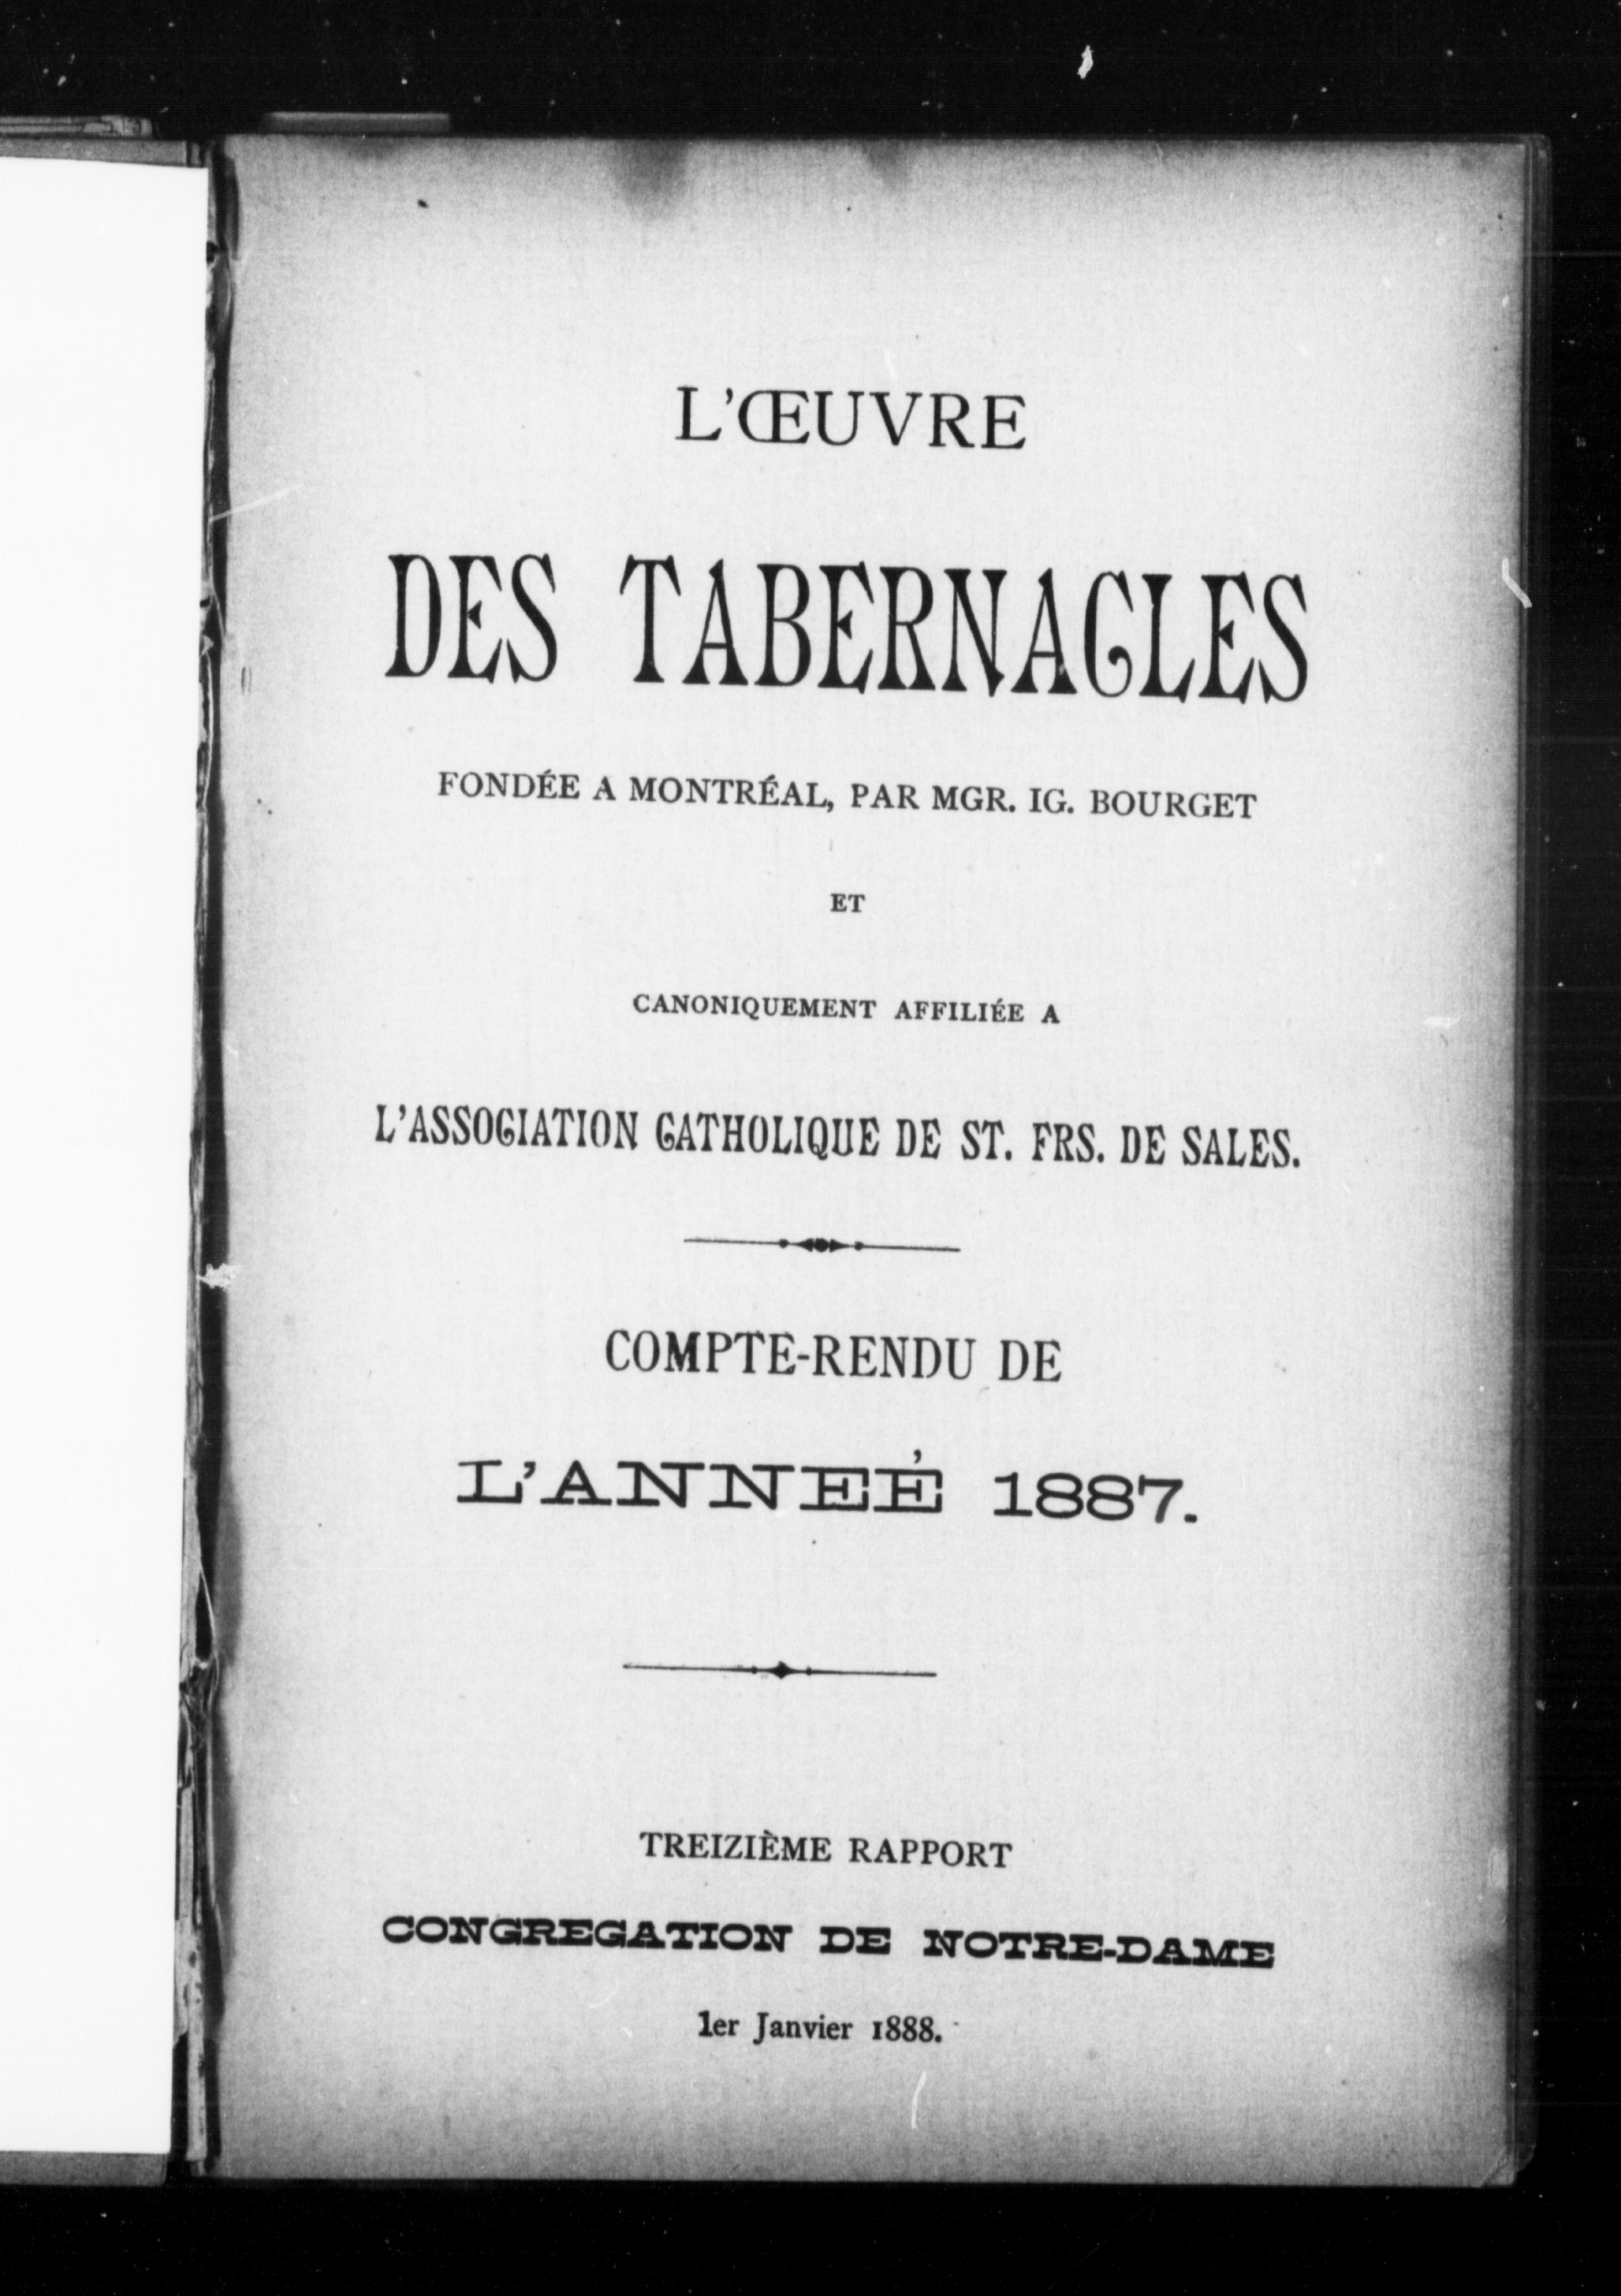 L'ŒUVRE
DES TABERNACLES
FONDÉE A MONTRÉAL, PAR MGR. IG. BOURGET
ET
CANONIQUEMENT AFFILIÉE A
L'ASSOCIATION CATHOLIQUE DE ST. FRS. DE SALES.
COMPTE-RENDU DE
L'ANNEÉ 1887.
TREIZIÈME RAPPORT
CONGREGATION DE NOTRE-DAME
1er Janvier 1888.